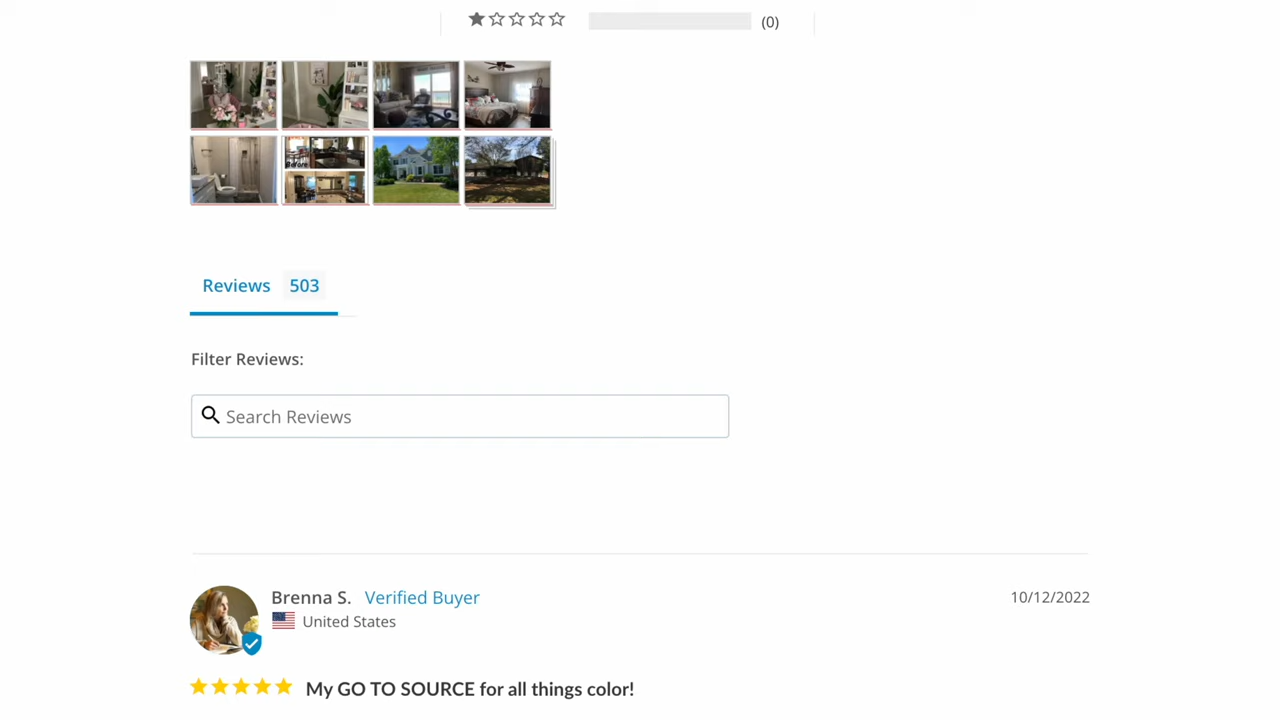 (0)
Before
Reviews 503
Filter Reviews:
Search Reviews
Brenna S. Verified Buyer 10/12/2022
United States
My GO TO SOURCE for all things color!